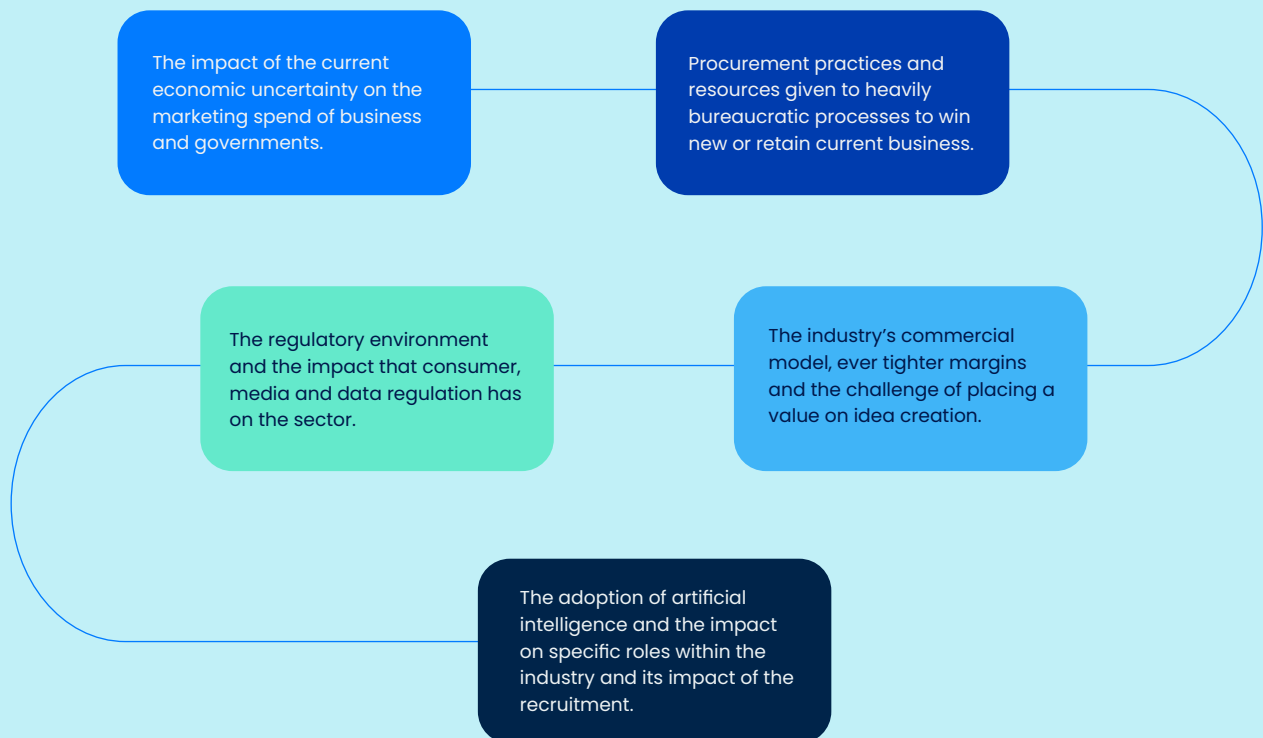 The impact of the current
economic uncertainty on the
marketing spend of business
and governments.
Procurement practices and
resources given to heavily
bureaucratic processes to win
new or retain current business.
The industry’s commercial
model, ever tighter margins
and the challenge of placing a
value on idea creation.
The regulatory environment
and the impact that consumer,
media and data regulation has
on the sector.
The adoption of artificial
intelligence and the impact
on specific roles within the
industry and its impact of the
recruitment.